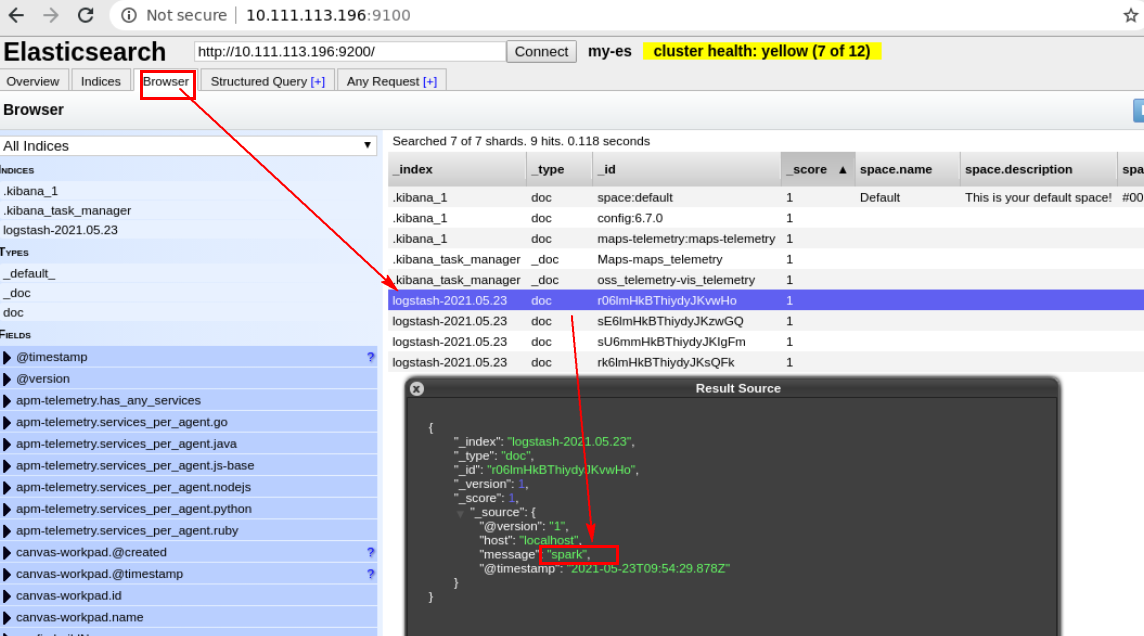 Not secure 10.111.113.196:9100
Elasticsearch http://10.111.113.196:9200/ Connect my-es cluster health: yellow (7 of 12)
Overview Indices Browser Structured Query [+] Any Request [+]
Browser
All Indices
INDICES
.kibana_1
.kibana_task_manager
logstash-2021.05.23
TYPES
_default_
_doc
doc
FIELDS
@timestamp ?
@version
apm-telemetry.has_any_services
apm-telemetry.services_per_agent.go
apm-telemetry.services_per_agent.java
apm-telemetry.services_per_agent.js-base
apm-telemetry.services_per_agent.nodejs
apm-telemetry.services_per_agent.python
apm-telemetry.services_per_agent.ruby
canvas-workpad.@created ?
canvas-workpad.@timestamp ?
canvas-workpad.id
canvas-workpad.name
Searched 7 of 7 shards. 9 hits. 0.118 seconds
_index _type _id _score ▲ space.name space.description spa
.kibana_1 doc space:default 1 Default This is your default space! #00
.kibana_1 doc config:6.7.0 1
.kibana_1 doc maps-telemetry:maps-telemetry 1
.kibana_task_manager _doc Maps-maps_telemetry 1
.kibana_task_manager _doc oss_telemetry-vis_telemetry 1
logstash-2021.05.23 doc r06lmHkBThiydyJKvwHo 1
logstash-2021.05.23 doc sE6lmHkBThiydyJKzwGQ 1
logstash-2021.05.23 doc sU6mmHkBThiydyJKIgFm 1
logstash-2021.05.23 doc rk6lmHkBThiydyJKsQFk 1
Result Source
{
"_index": "logstash-2021.05.23",
"_type": "doc",
"_id": "r06lmHkBThiydyJKvwHo",
"_version": 1,
"_score": 1,
"_source": {
"@version": "1",
"host": "localhost",
"message": "spark",
"@timestamp": "2021-05-23T09:54:29.878Z"
}
}